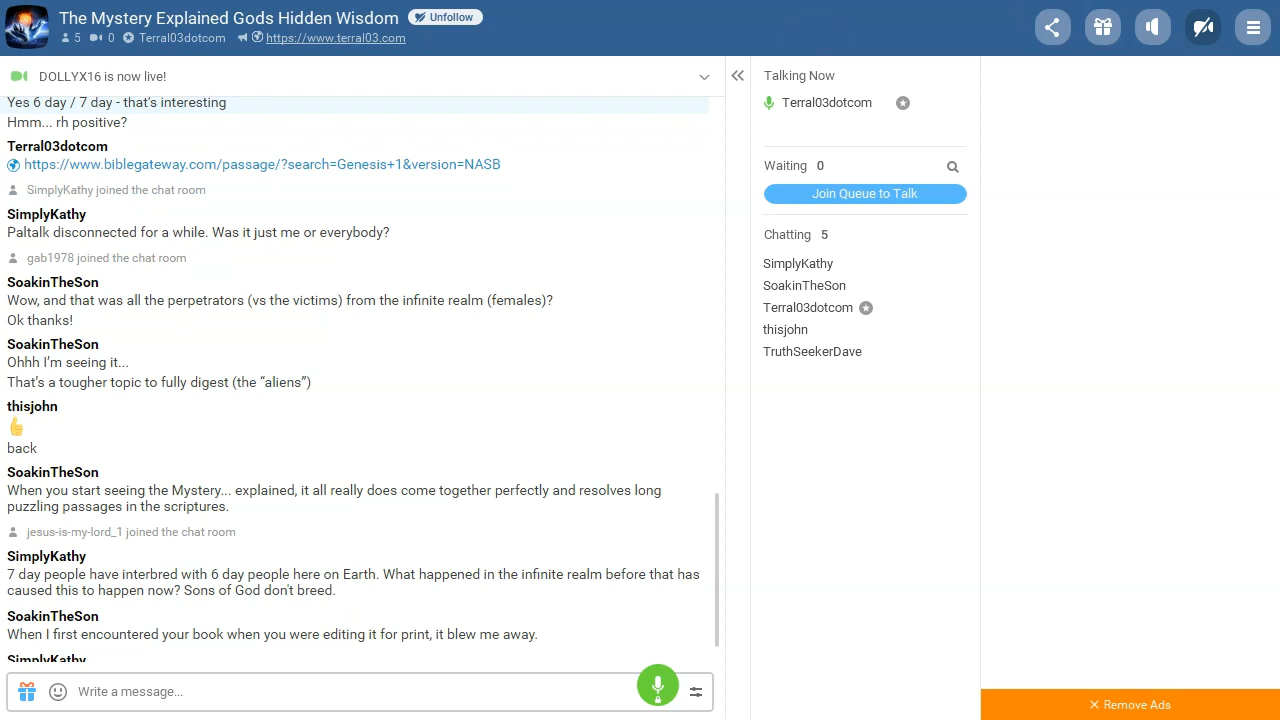 The Mystery Explained Gods Hidden Wisdom
Unfollow
5 0 Terral03dotcom https://www.terral03.com
DOLLYX16 is now live!
Yes 6 day / 7 day - that's interesting
Hmm... rh positive?
Terral03dotcom
https://www.biblegateway.com/passage/?search=Genesis+1&version=NASB
SimplyKathy joined the chat room
SimplyKathy
Paltalk disconnected for a while. Was it just me or everybody?
gab1978 joined the chat room
SoakinTheSon
Wow, and that was all the perpetrators (vs the victims) from the infinite realm (females)?
Ok thanks!
SoakinTheSon
Ohhh I’m seeing it...
That’s a tougher topic to fully digest (the “aliens”)
thisjohn
back
SoakinTheSon
When you start seeing the Mystery... explained, it all really does come together perfectly and resolves long
puzzling passages in the scriptures.
jesus-is-my-lord_1 joined the chat room
SimplyKathy
7 day people have interbred with 6 day people here on Earth. What happened in the infinite realm before that has
caused this to happen now? Sons of God don't breed.
SoakinTheSon
When I first encountered your book when you were editing it for print, it blew me away.
SimplyKathy
Write a message...
Talking Now
Terral03dotcom
Waiting 0
Join Queue to Talk
Chatting 5
SimplyKathy
SoakinTheSon
Terral03dotcom
thisjohn
TruthSeekerDave
Remove Ads